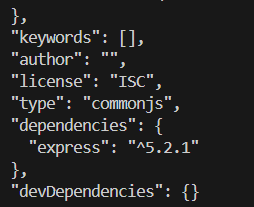 },
"keywords": [],
"author": "",
"license": "ISC",
"type": "commonjs",
"dependencies": {
  "express": "^5.2.1"
},
"devDependencies": {}